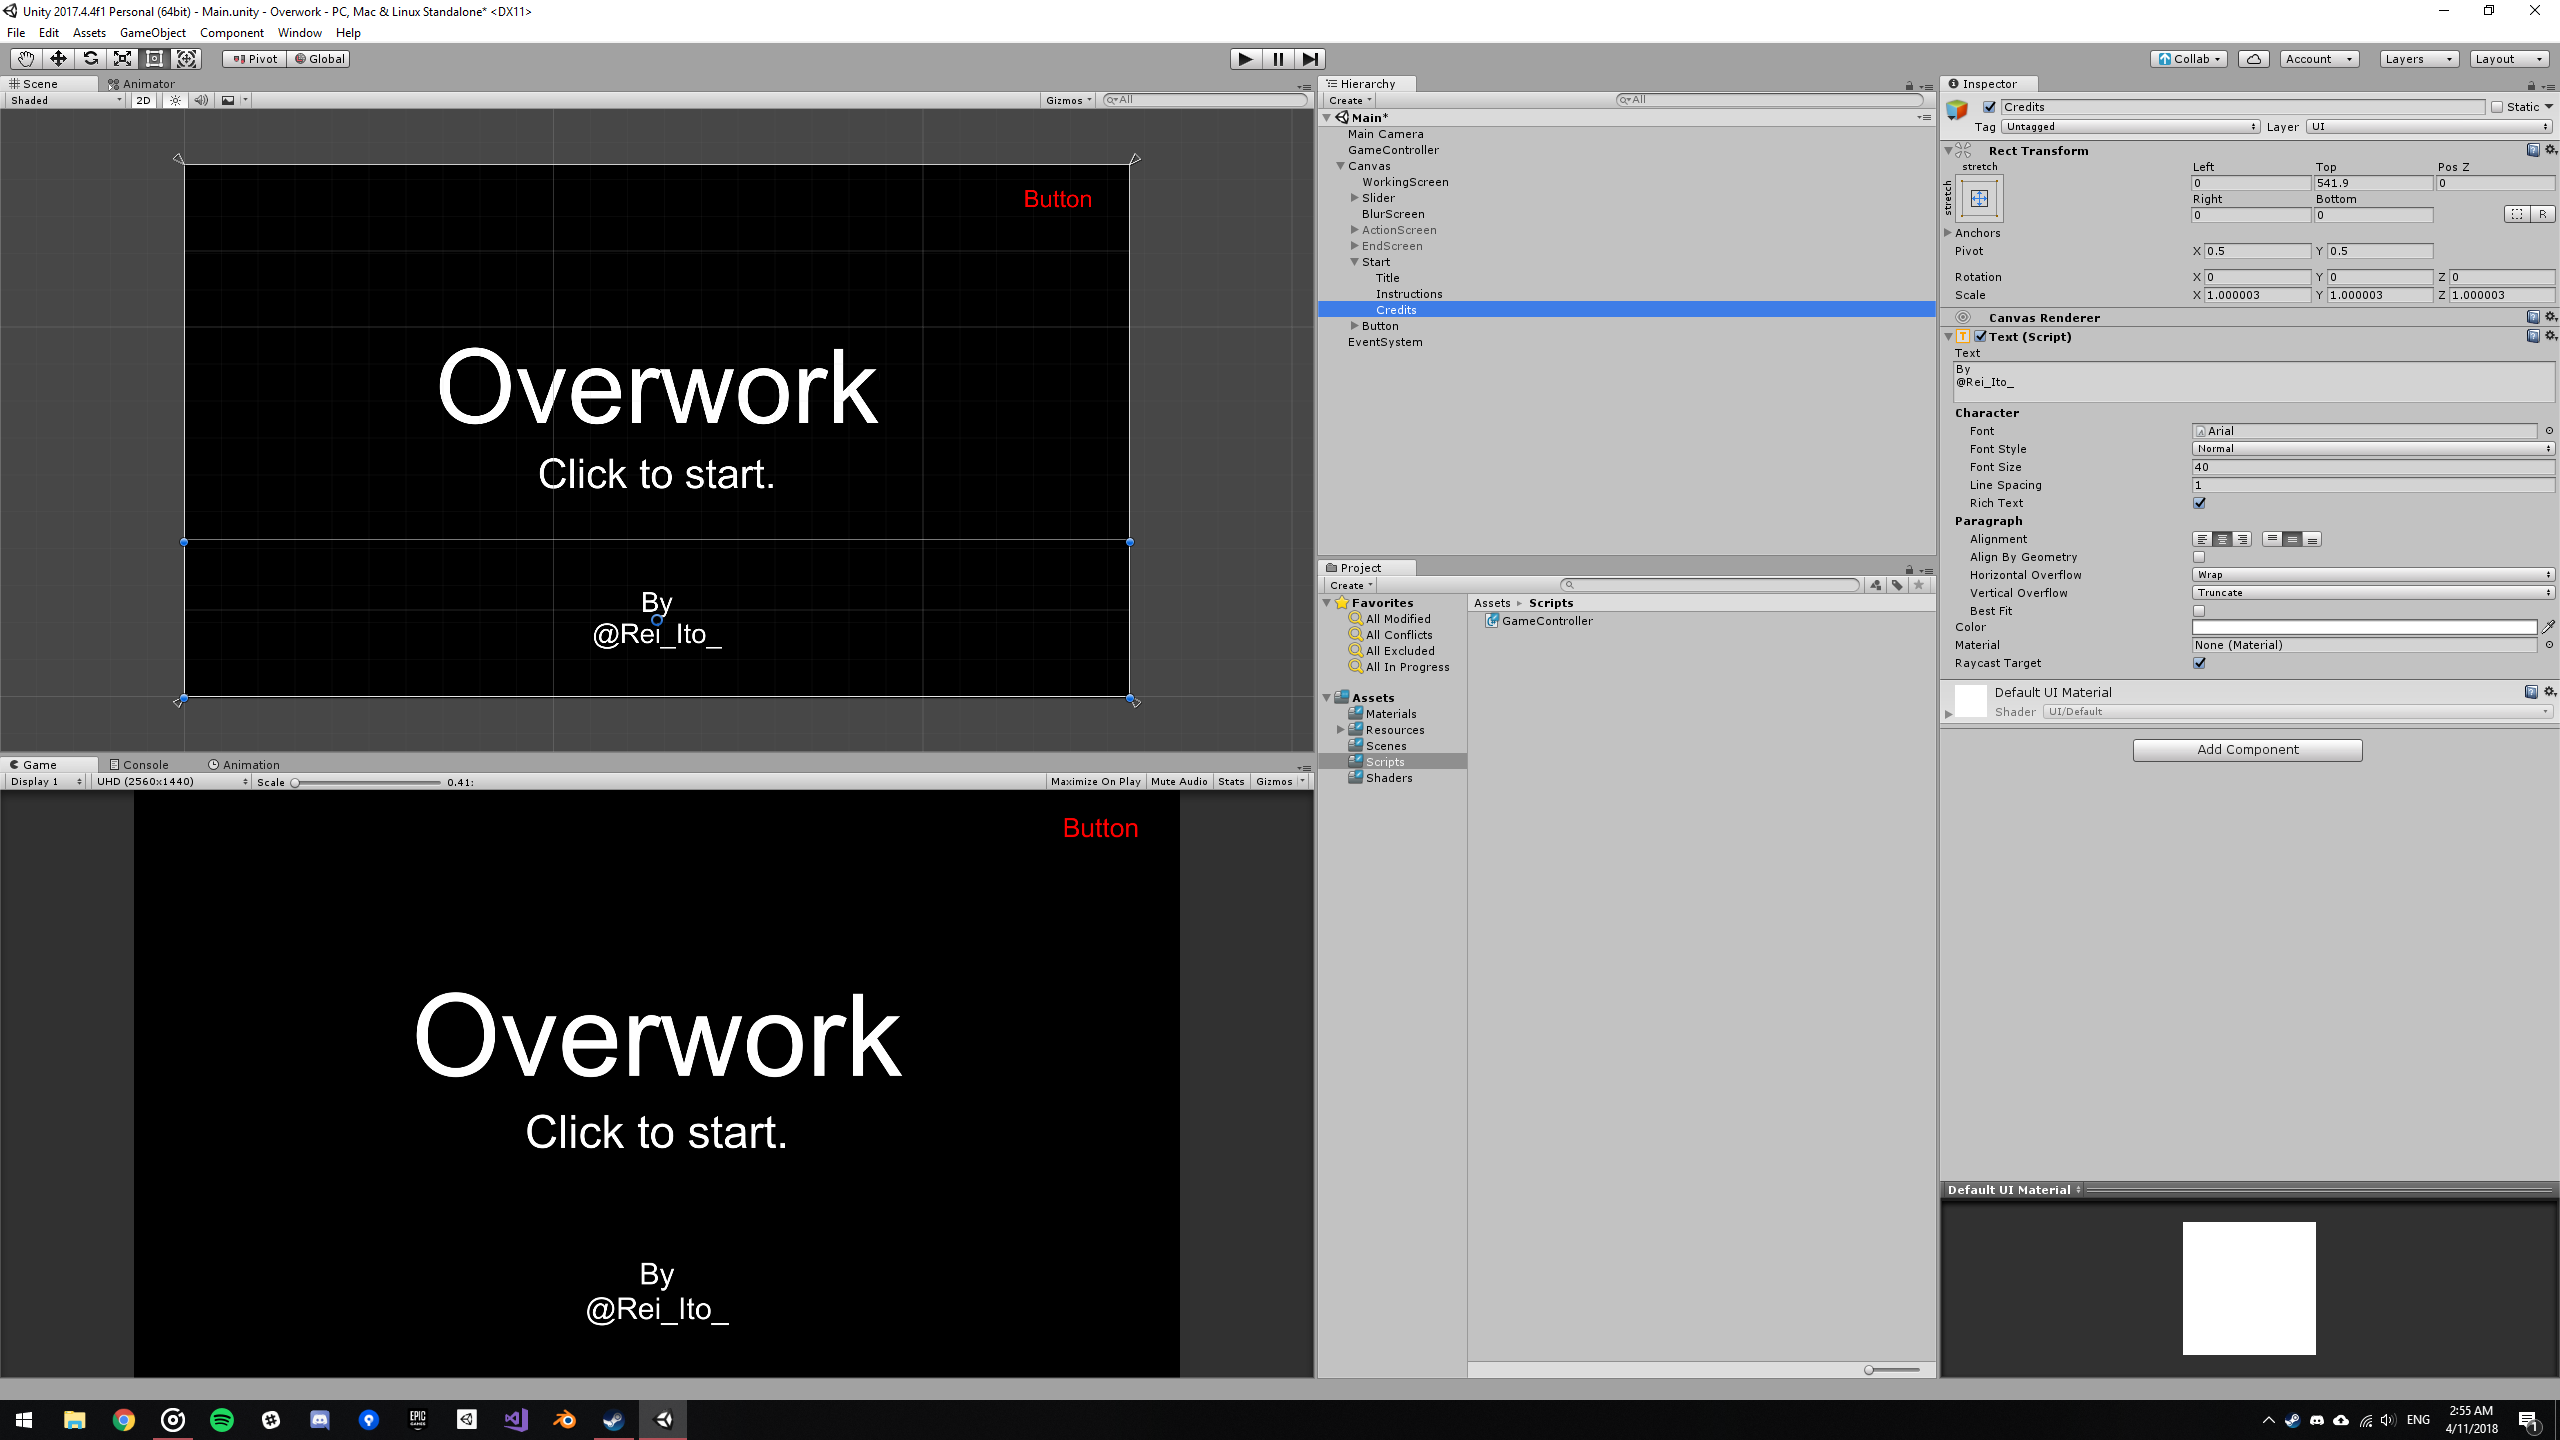 Unity 2017.4.4f1 Personal (64bit) - Main.unity - Overwork - PC, Mac & Linux Standalone* <DX11>
File Edit Assets GameObject Component Window Help
Pivot Global
Collab Account Layers Layout
Scene Animator
Shaded 2D Gizmos All
Button
Overwork
Click to start.
By
@Rei_Ito_
Game Console Animation
Display 1 UHD (2560x1440) Scale 0.41: Maximize On Play Mute Audio Stats Gizmos
Button
Overwork
Click to start.
By
@Rei_Ito_
Hierarchy
Create All
Main*
Main Camera
GameController
Canvas
WorkingScreen
Slider
BlurScreen
ActionScreen
EndScreen
Start
Title
Instructions
Credits
Button
EventSystem
Project
Create
Favorites
All Modified
All Conflicts
All Excluded
All In Progress
Assets
Materials
Resources
Scenes
Scripts
Shaders
Assets Scripts
GameController
Inspector
Credits Static
Tag Untagged Layer UI
Rect Transform
stretch
stretch
Left Top Pos Z
0 541.9 0
Right Bottom
0 0 R
Anchors
Pivot X 0.5 Y 0.5
Rotation X 0 Y 0 Z 0
Scale X 1.000003 Y 1.000003 Z 1.000003
Canvas Renderer
Text (Script)
Text
By
@Rei_Ito_
Character
Font Arial
Font Style Normal
Font Size 40
Line Spacing 1
Rich Text
Paragraph
Alignment
Align By Geometry
Horizontal Overflow Wrap
Vertical Overflow Truncate
Best Fit
Color
Material None (Material)
Raycast Target
Default UI Material
Shader UI/Default
Add Component
Default UI Material
EPIC GAMES
ENG
2:55 AM
4/11/2018
1